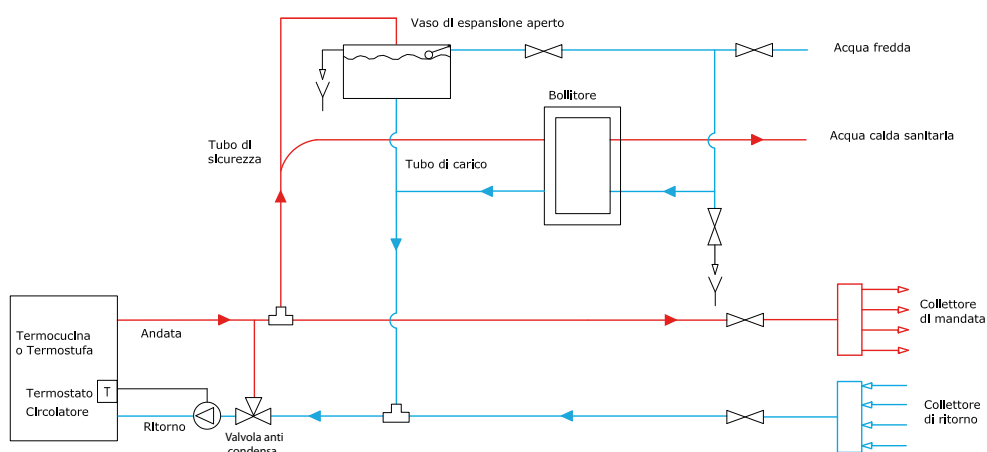 Vaso di espansione aperto
Acqua fredda
Bollitore
Acqua calda sanitaria
Tubo di
sicurezza
Tubo di carico
Andata
Termocucina
o Termostufa
Collettore
di mandata
Termostato
T
Circolatore
Ritorno
Valvola anti
condensa
Collettore
di ritorno